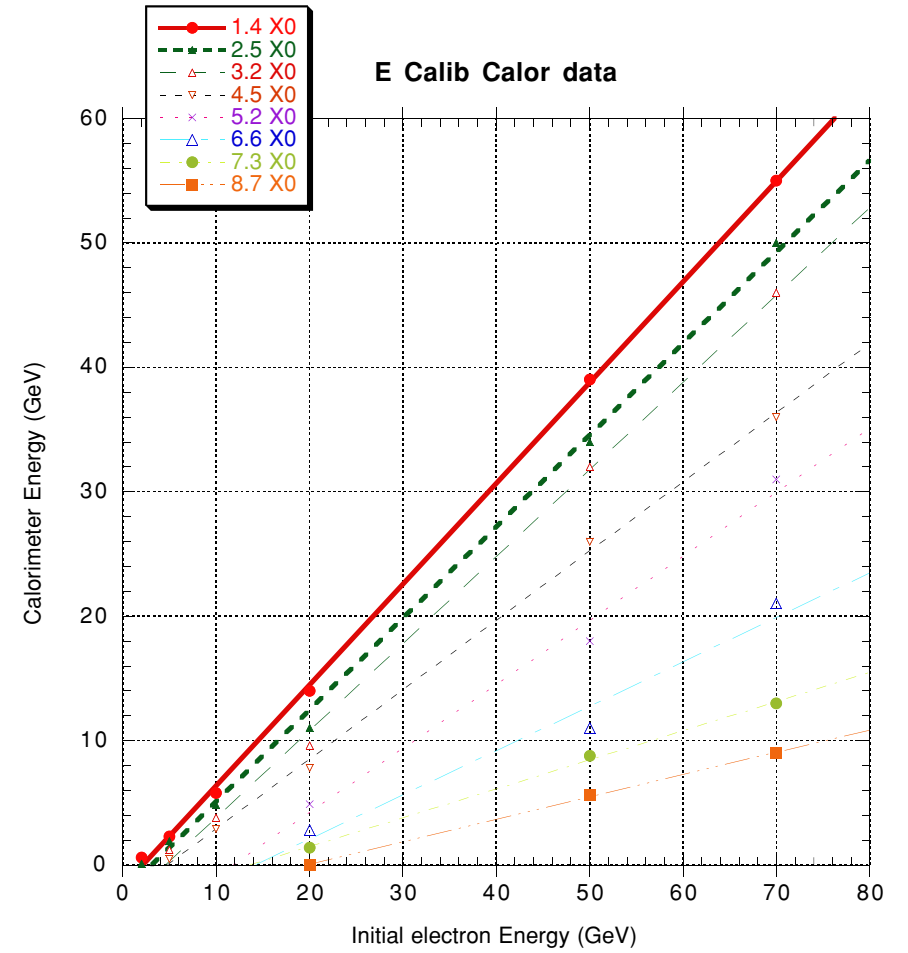 1.4 X0
2.5 X0
3.2 X0
4.5 X0
5.2 X0
6.6 X0
7.3 X0
8.7 X0
E Calib Calor data
60
50
40
30
20
10
0
Calorimeter Energy (GeV)
0 10 20 30 40 50 60 70 80
Initial electron Energy (GeV)